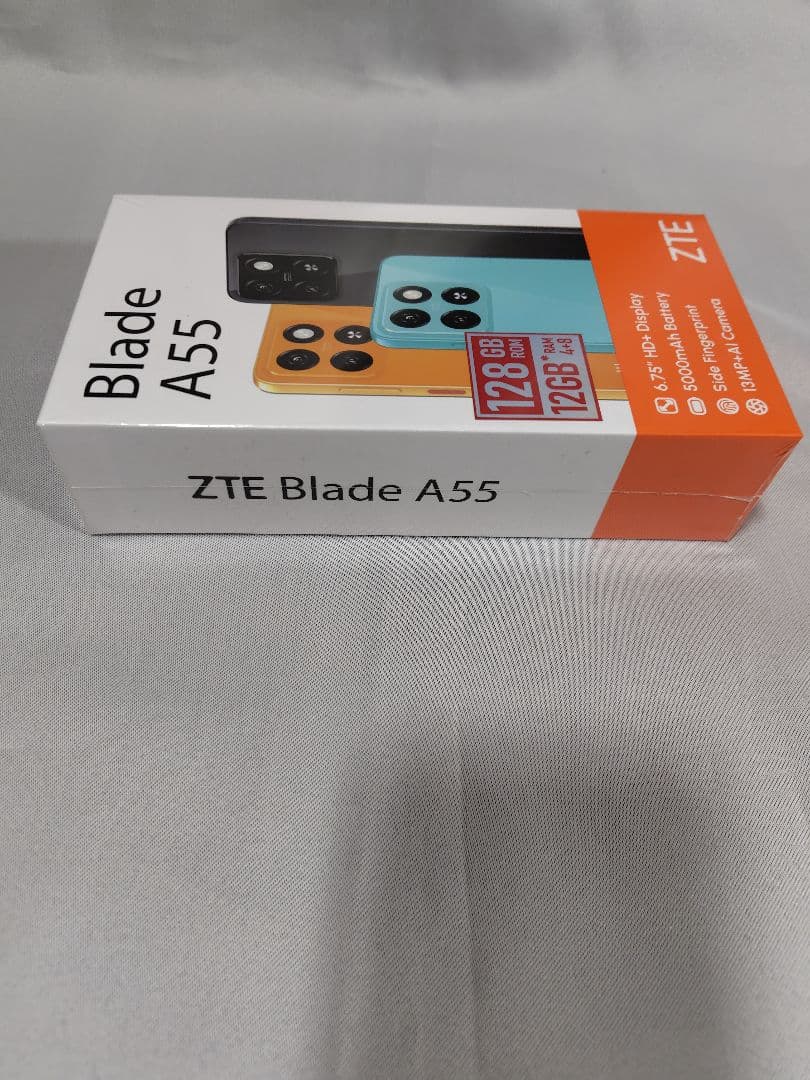 Blade
A55
128 GB
ROM
12GB*
RAM
4+8
6.75" HD+ Display
5000mAh Battery
Side Fingerprint
13MP+AI Camera
ZTE
ZTE Blade A55